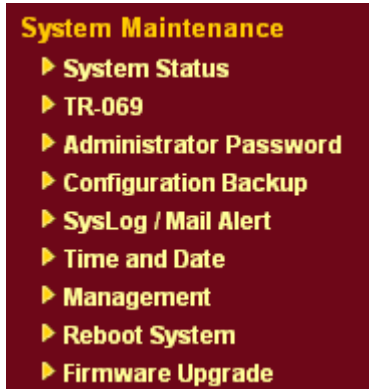 System Maintenance
System Status
TR-069
Administrator Password
Configuration Backup
SysLog / Mail Alert
Time and Date
Management
Reboot System
Firmware Upgrade